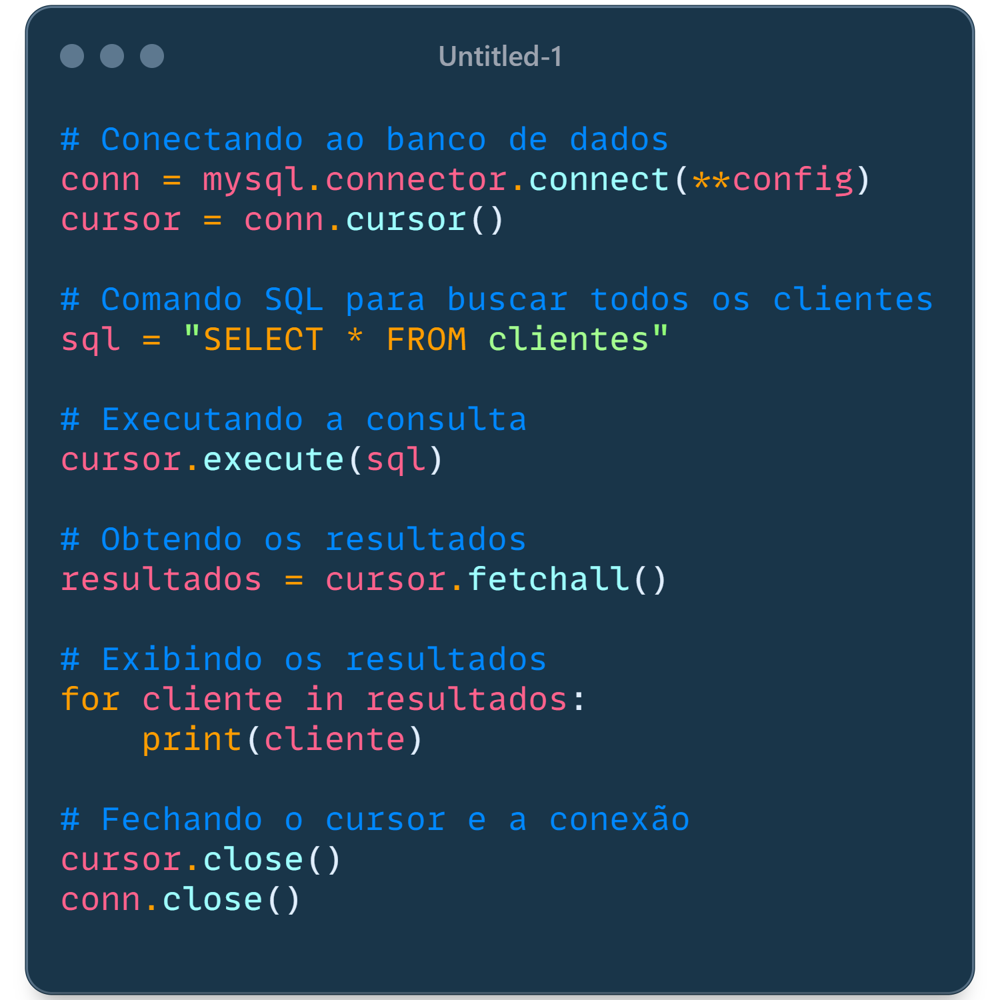 Untitled-1
# Conectando ao banco de dados
conn = mysql.connector.connect(**config)
cursor = conn.cursor()
# Comando SQL para buscar todos os clientes
sql = "SELECT * FROM clientes"
# Executando a consulta
cursor.execute(sql)
# Obtendo os resultados
resultados = cursor.fetchall()
# Exibindo os resultados
for cliente in resultados:
    print(cliente)
# Fechando o cursor e a conexão
cursor.close()
conn.close()